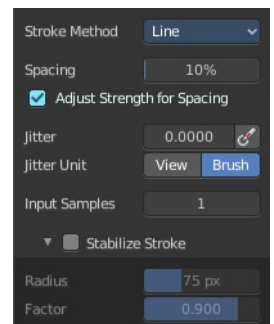 Stroke Method Line
Spacing 10%
Adjust Strength for Spacing
Jitter 0.0000
Jitter Unit View Brush
Input Samples 1
Stabilize Stroke
Radius 75 px
Factor 0.900